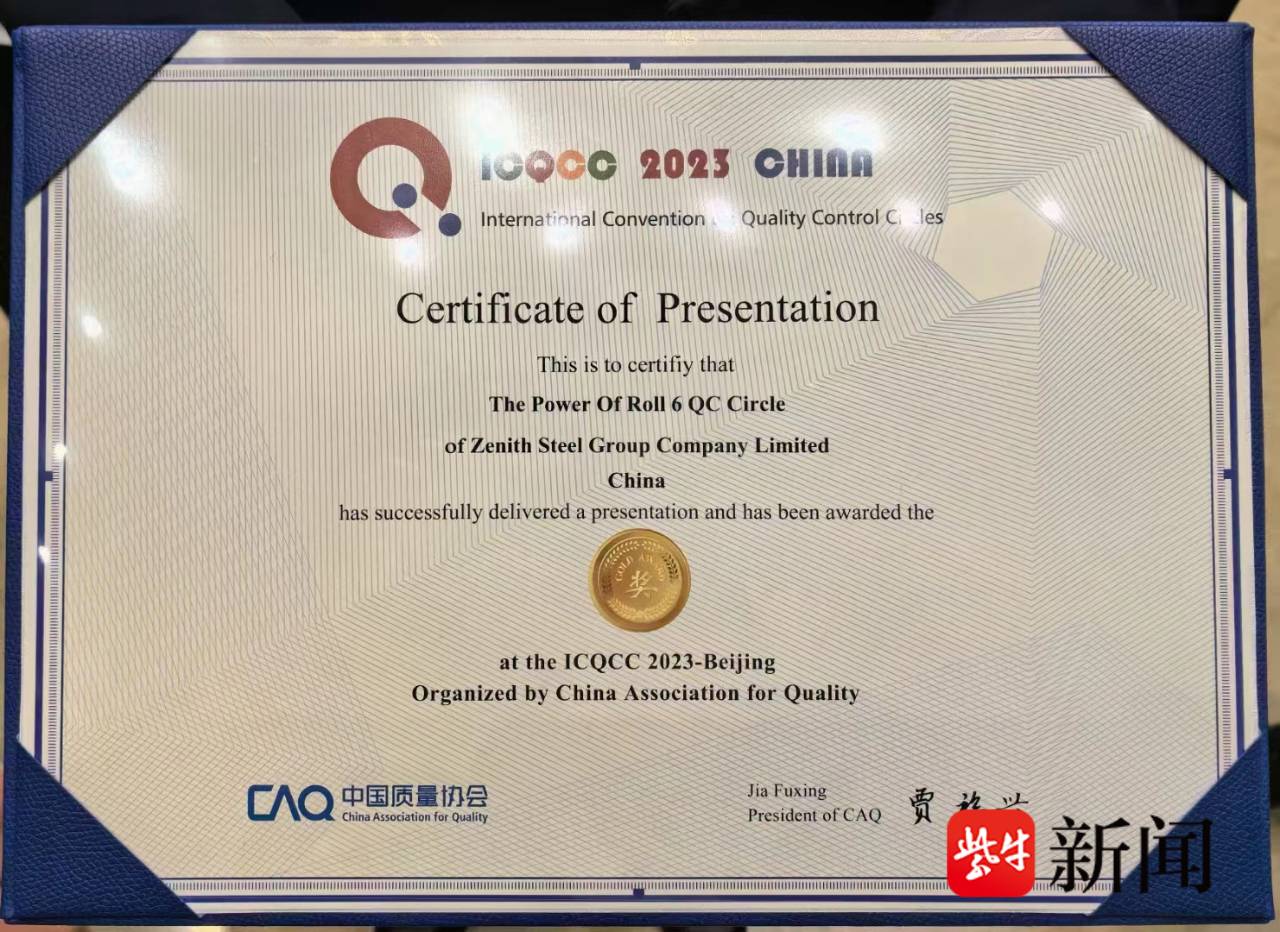 ICQCC 2023 CHINA
International Convention Quality Control
Certificate of Presentation
This is to certifiy that
The Power Of Roll 6 QC Circle
of Zenith Steel Group Company Limited
China
has successfully delivered a presentation and has been awarded the
GOLD AWARD
奖
at the ICQCC 2023-Beijing
Organized by China Association for Quality
CAQ 中国质量协会
China Association for Quality
Jia Fuxing
President of CAQ
贾
紫牛 新闻